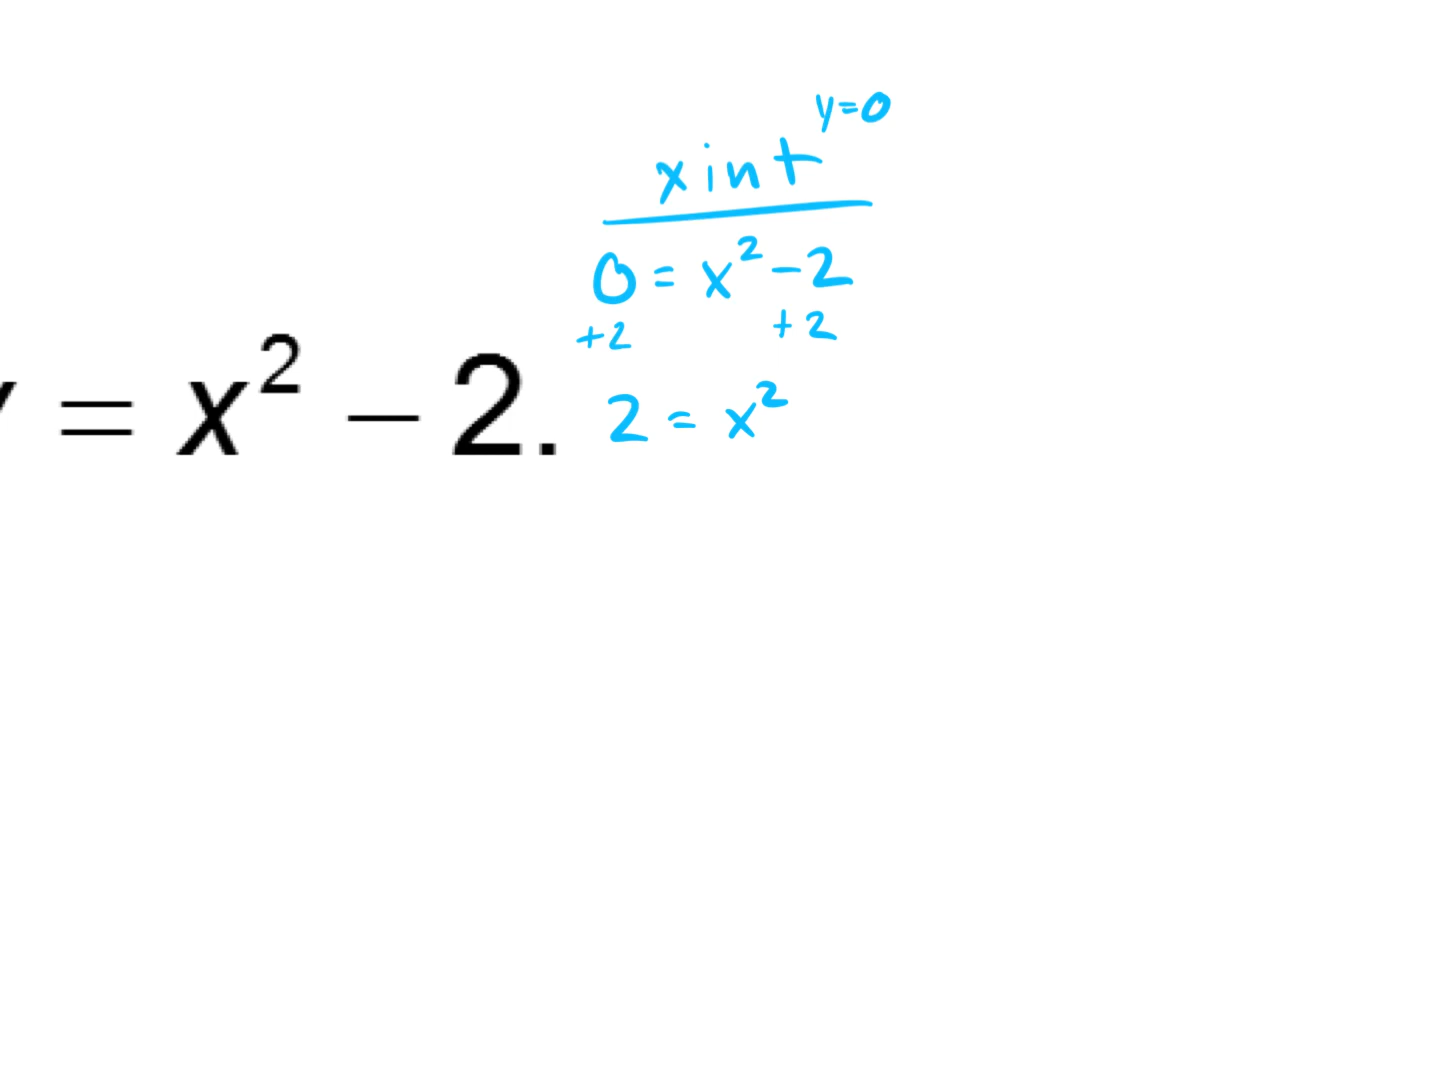 y=0
x int
0 = x² - 2
+2 +2
= x² − 2.
2 = x²